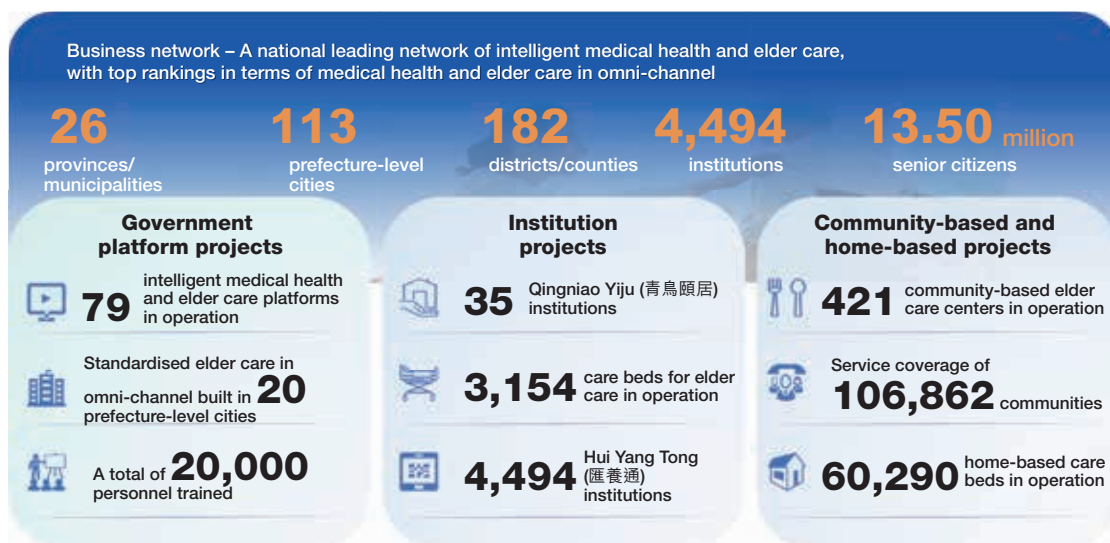 Business network – A national leading network of intelligent medical health and elder care,
with top rankings in terms of medical health and elder care in omni-channel
26
provinces/
municipalities
113
prefecture-level
cities
182
districts/counties
4,494
institutions
13.50 million
senior citizens
Government
platform projects
79 intelligent medical health
and elder care platforms
in operation
Standardised elder care in
omni-channel built in 20
prefecture-level cities
A total of 20,000
personnel trained
Institution
projects
35 Qingniao Yiju (青鳥頤居)
institutions
3,154 care beds for elder
care in operation
4,494 Hui Yang Tong
(匯養通)
institutions
Community-based and
home-based projects
421 community-based elder
care centers in operation
Service coverage of
106,862 communities
60,290 home-based care
beds in operation